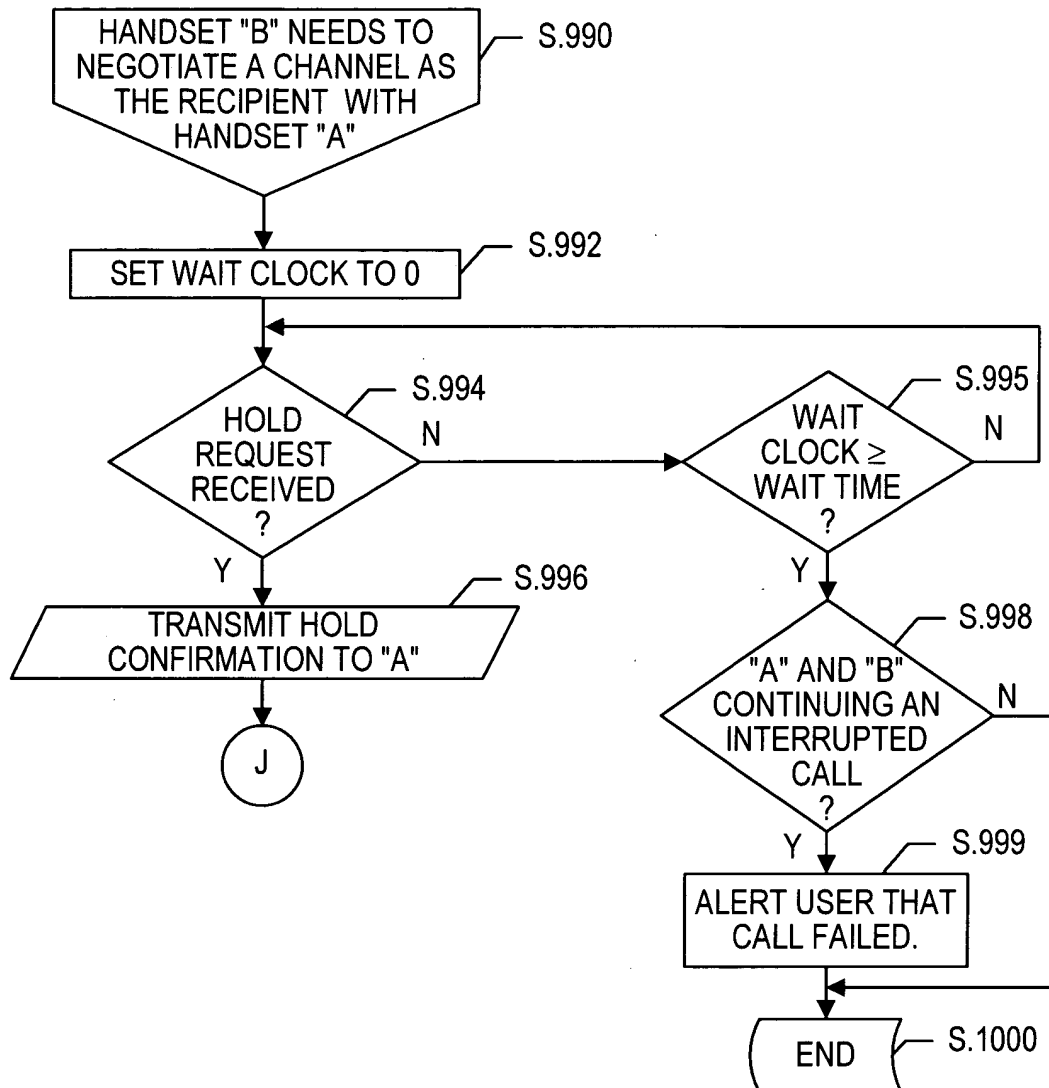 HANDSET "B" NEEDS TO
NEGOTIATE A CHANNEL AS
THE RECIPIENT WITH
HANDSET "A"
S.990
SET WAIT CLOCK TO 0
S.992
HOLD
REQUEST
RECEIVED
?
S.994
N
Y
WAIT
CLOCK ≥
WAIT TIME
?
S.995
N
Y
TRANSMIT HOLD
CONFIRMATION TO "A"
S.996
J
"A" AND "B"
CONTINUING AN
INTERRUPTED
CALL
?
S.998
N
Y
ALERT USER THAT
CALL FAILED.
S.999
END
S.1000